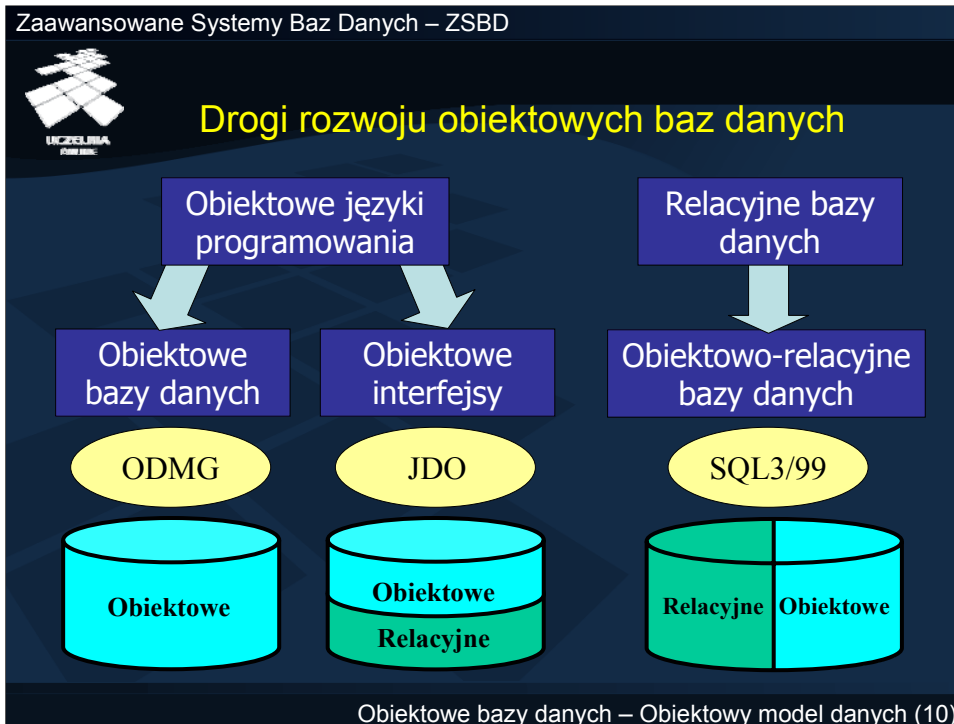 Zaawansowane Systemy Baz Danych – ZSBD
UCZELNIA
ONLINE
Drogi rozwoju obiektowych baz danych
Obiektowe języki
programowania
Relacyjne bazy
danych
Obiektowe
bazy danych
Obiektowe
interfejsy
Obiektowo-relacyjne
bazy danych
ODMG
JDO
SQL3/99
Obiektowe
Obiektowe
Relacyjne
Relacyjne
Obiektowe
Obiektowe bazy danych – Obiektowy model danych (10)